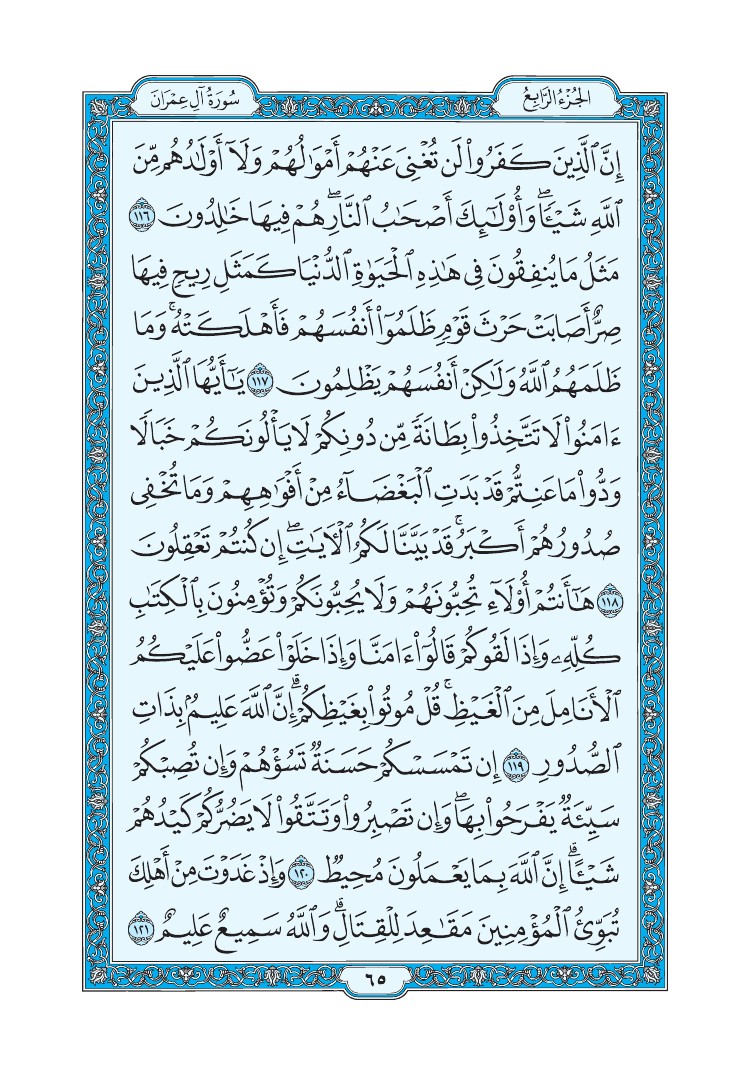 الجُزْءُ الرَّابِعُ
سُورَةُ آلِ عِمْرَان
إِنَّ ٱلَّذِينَ كَفَرُوا۟ لَن تُغْنِىَ عَنْهُمْ أَمْوَٰلُهُمْ وَلَآ أَوْلَـٰدُهُم مِّنَ
ٱللَّهِ شَيْـًٔاۖ وَأُو۟لَـٰٓئِكَ أَصْحَـٰبُ ٱلنَّارِۖ هُمْ فِيهَا خَـٰلِدُونَ ١١٦
مَثَلُ مَا يُنفِقُونَ فِى هَـٰذِهِ ٱلْحَيَوٰةِ ٱلدُّنْيَا كَمَثَلِ رِيحٍ فِيهَا
صِرٌّ أَصَابَتْ حَرْثَ قَوْمٍ ظَلَمُوٓا۟ أَنفُسَهُمْ فَأَهْلَكَتْهُۚ وَمَا
ظَلَمَهُمُ ٱللَّهُ وَلَـٰكِنْ أَنفُسَهُمْ يَظْلِمُونَ ١١٧ يَـٰٓأَيُّهَا ٱلَّذِينَ
ءَامَنُوا۟ لَا تَتَّخِذُوا۟ بِطَانَةً مِّن دُونِكُمْ لَا يَأْلُونَكُمْ خَبَالًا
وَدُّوا۟ مَا عَنِتُّمْ قَدْ بَدَتِ ٱلْبَغْضَآءُ مِنْ أَفْوَٰهِهِمْ وَمَا تُخْفِى
صُدُورُهُمْ أَكْبَرُۚ قَدْ بَيَّنَّا لَكُمُ ٱلْـَٔايَـٰتِۖ إِن كُنتُمْ تَعْقِلُونَ
١١٨ هَـٰٓأَنتُمْ أُو۟لَآءِ تُحِبُّونَهُمْ وَلَا يُحِبُّونَكُمْ وَتُؤْمِنُونَ بِٱلْكِتَـٰبِ
كُلِّهِۦ وَإِذَا لَقُوكُمْ قَالُوٓا۟ ءَامَنَّا وَإِذَا خَلَوْا۟ عَضُّوا۟ عَلَيْكُمُ
ٱلْأَنَامِلَ مِنَ ٱلْغَيْظِۚ قُلْ مُوتُوا۟ بِغَيْظِكُمْۗ إِنَّ ٱللَّهَ عَلِيمٌۢ بِذَاتِ
ٱلصُّدُورِ ١١٩ إِن تَمْسَسْكُمْ حَسَنَةٌ تَسُؤْهُمْ وَإِن تُصِبْكُمْ
سَيِّئَةٌ يَفْرَحُوا۟ بِهَاۖ وَإِن تَصْبِرُوا۟ وَتَتَّقُوا۟ لَا يَضُرُّكُمْ كَيْدُهُمْ
شَيْـًٔاۗ إِنَّ ٱللَّهَ بِمَا يَعْمَلُونَ مُحِيطٌ ١٢٠ وَإِذْ غَدَوْتَ مِنْ أَهْلِكَ
تُبَوِّئُ ٱلْمُؤْمِنِينَ مَقَـٰعِدَ لِلْقِتَالِۗ وَٱللَّهُ سَمِيعٌ عَلِيمٌ ١٢١
٦٥